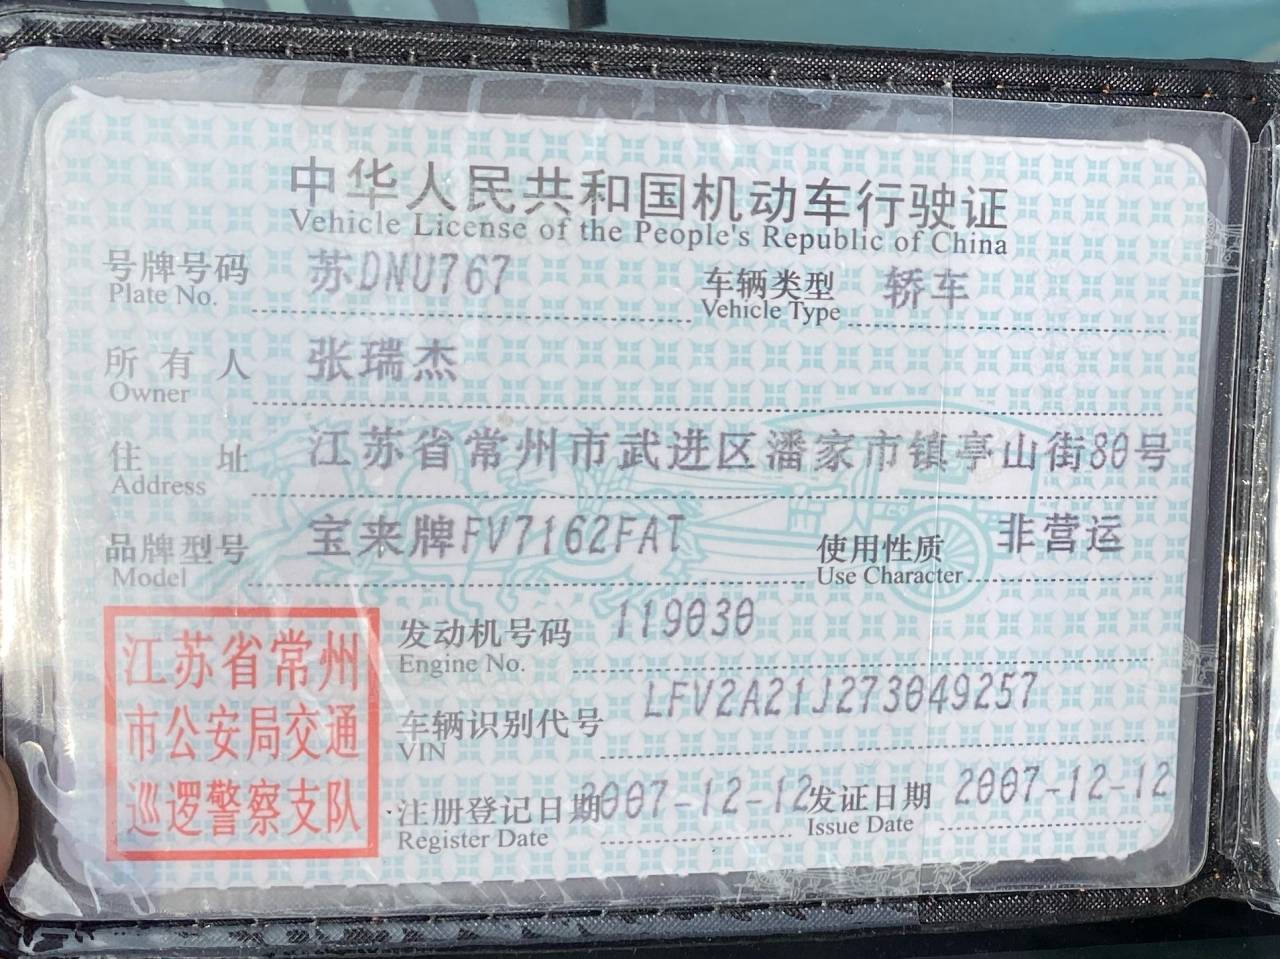 中华人民共和国机动车行驶证
Vehicle License of the People's Republic of China
号牌号码 苏DNU767 车辆类型 轿车
Plate No. Vehicle Type
所有人 张瑞杰
Owner
住址 江苏省常州市武进区潘家市镇亭山街80号
Address
品牌型号 宝来牌FV7162FAT 使用性质 非营运
Model Use Character
发动机号码 119030
Engine No.
车辆识别代号 LFV2A21J273049257
VIN
注册登记日期 2007-12-12 发证日期 2007-12-12
Register Date Issue Date
江苏省常州
市公安局交通
巡逻警察支队